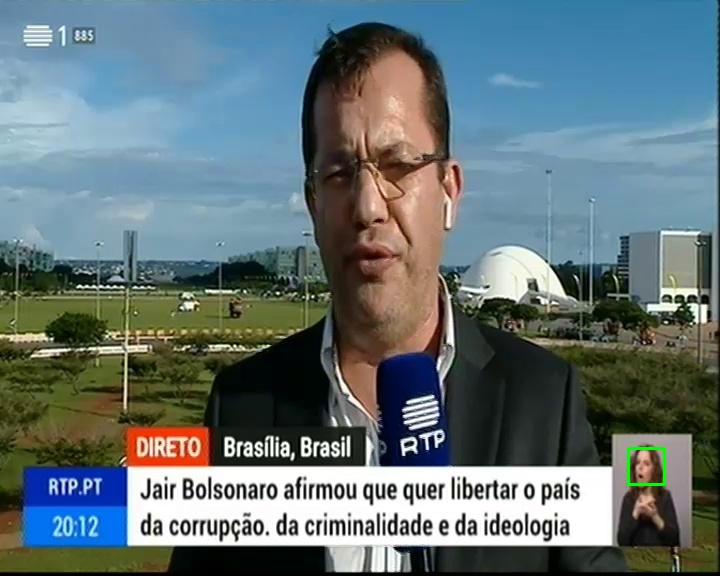 1 885
RTP
DIRETO Brasília, Brasil
RTP.PT
20:12
Jair Bolsonaro afirmou que quer libertar o país
da corrupção. da criminalidade e da ideologia